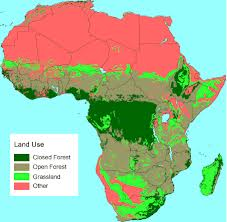 Land Use
Closed Forest
Open Forest
Grassland
Other